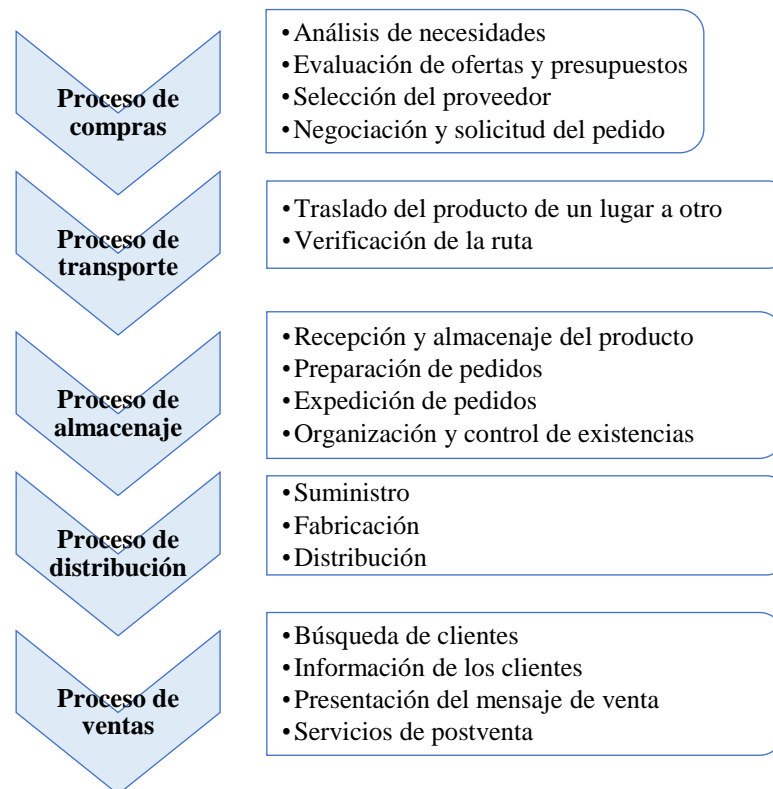 Proceso de
compras
•Análisis de necesidades
•Evaluación de ofertas y presupuestos
•Selección del proveedor
•Negociación y solicitud del pedido
Proceso de
transporte
•Traslado del producto de un lugar a otro
•Verificación de la ruta
Proceso de
almacenaje
•Recepción y almacenaje del producto
•Preparación de pedidos
•Expedición de pedidos
•Organización y control de existencias
Proceso de
distribución
•Suministro
•Fabricación
•Distribución
Proceso de
ventas
•Búsqueda de clientes
•Información de los clientes
•Presentación del mensaje de venta
•Servicios de postventa